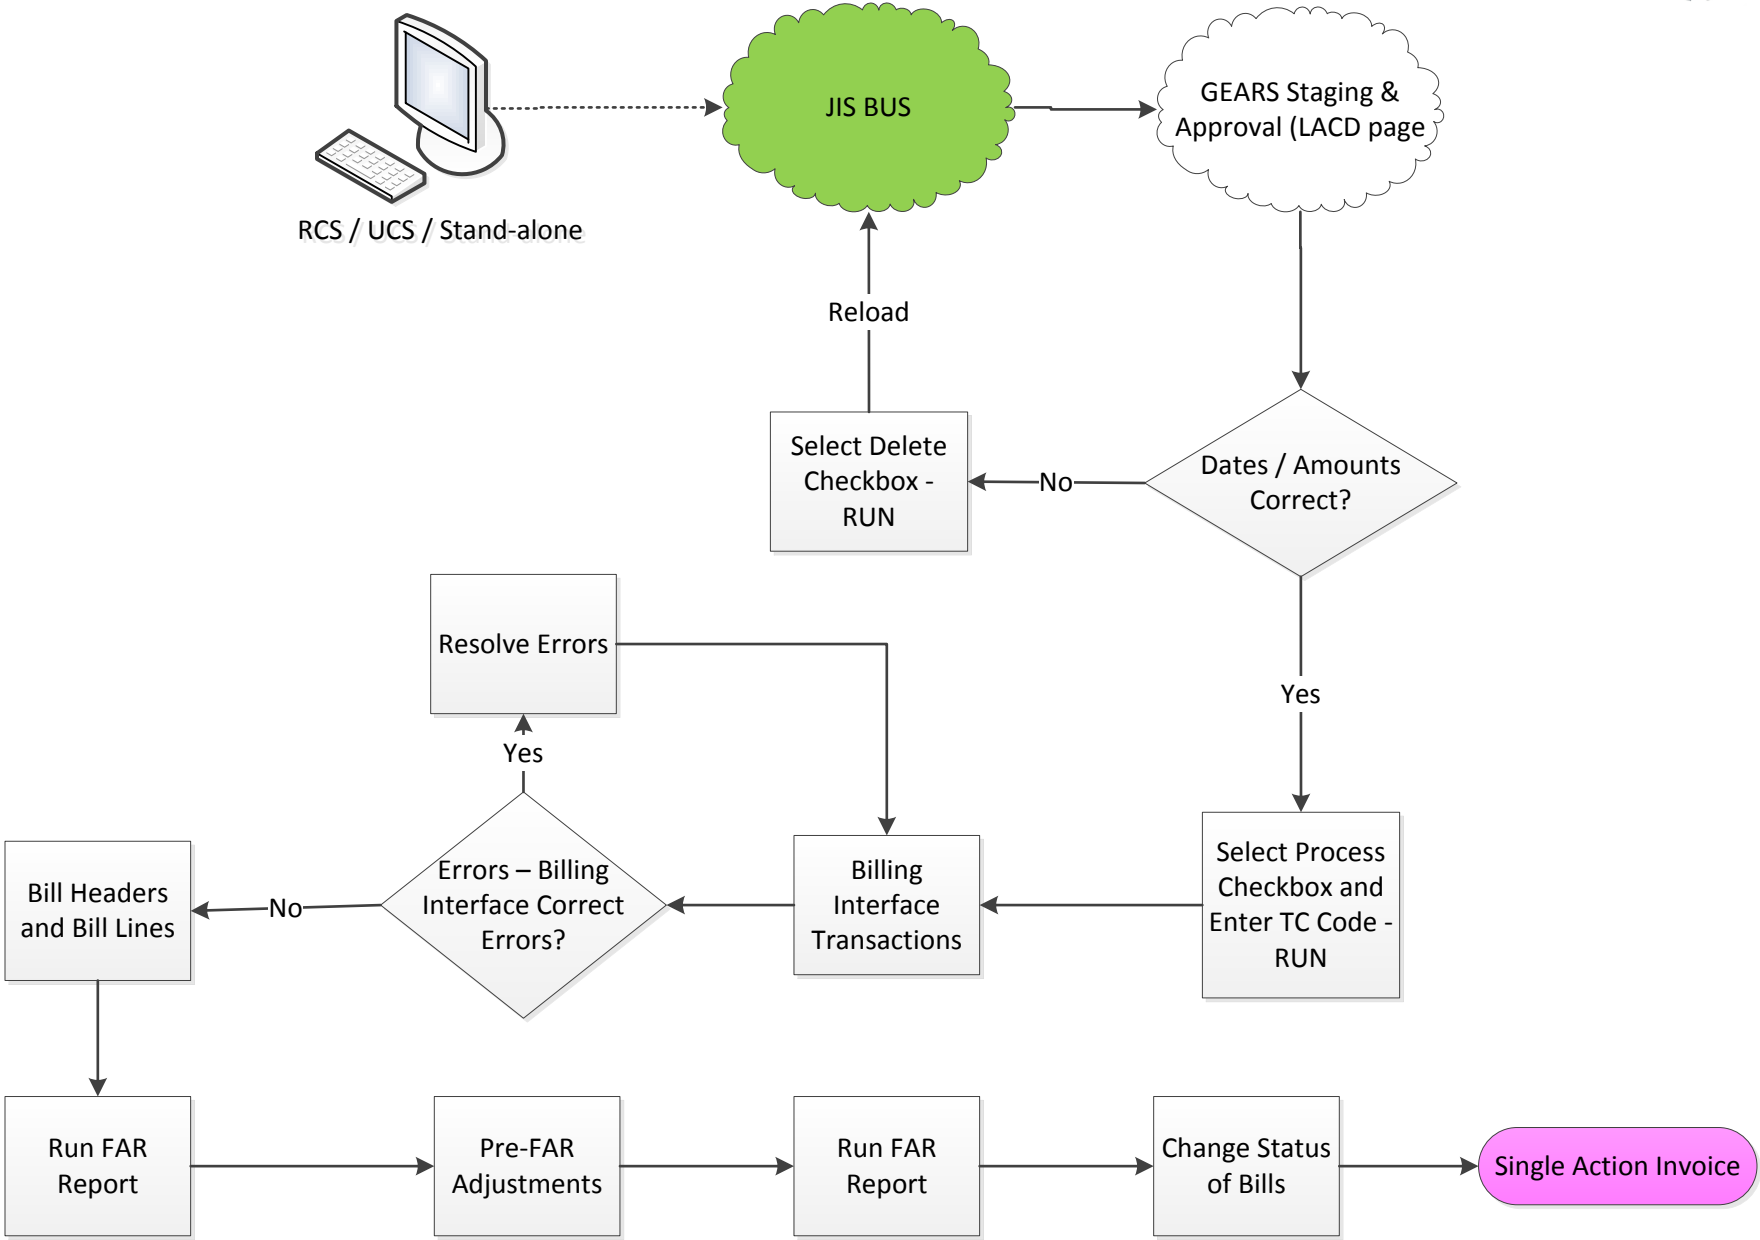 JIS BUS
GEARS Staging &
Approval (LACD page
RCS / UCS / Stand-alone
Reload
Select Delete
Checkbox -
RUN
No
Dates / Amounts
Correct?
Resolve Errors
Yes
Yes
Bill Headers
and Bill Lines
No
Errors – Billing
Interface Correct
Errors?
Billing
Interface
Transactions
Select Process
Checkbox and
Enter TC Code -
RUN
Run FAR
Report
Pre-FAR
Adjustments
Run FAR
Report
Change Status
of Bills
Single Action Invoice